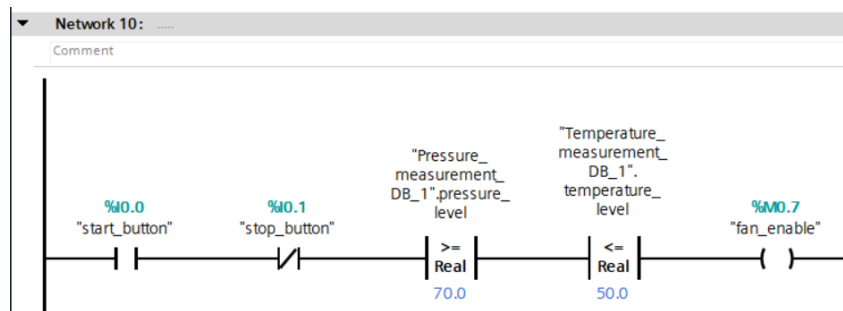 Network 10: .....
Comment
"Pressure_
measurement_
DB_1".pressure_
level
"Temperature_
measurement_
DB_1".
temperature_
level
%I0.0
"start_button"
%I0.1
"stop_button"
%M0.7
"fan_enable"
>=
Real
70.0
<=
Real
50.0